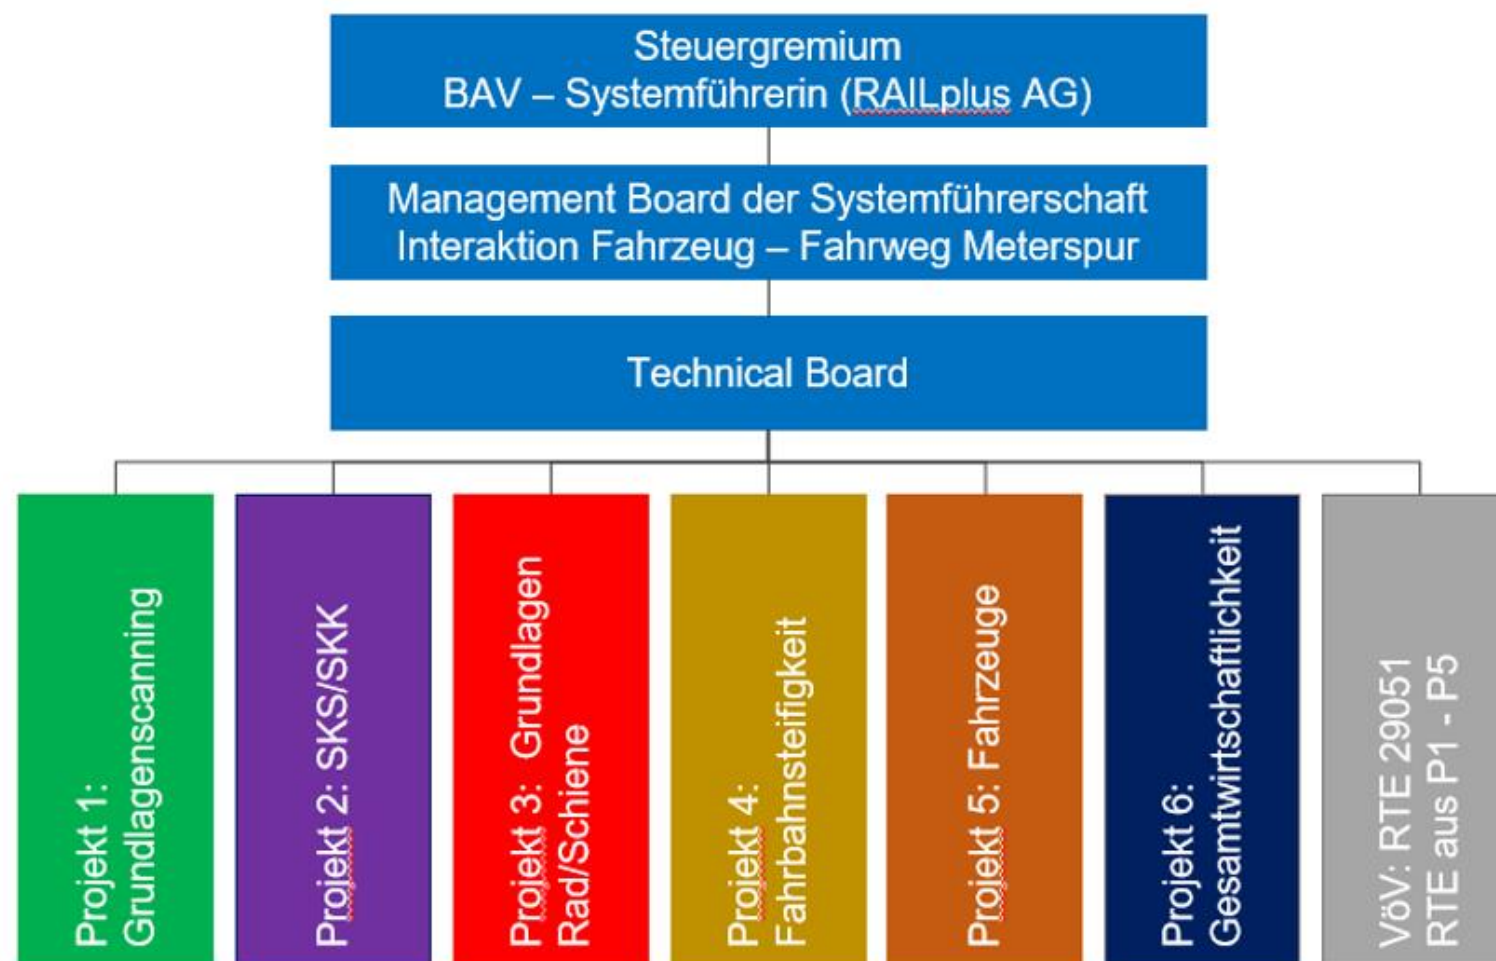 Steuergremium
BAV – Systemführerin (RAILplus AG)
Management Board der Systemführerschaft
Interaktion Fahrzeug – Fahrweg Meterspur
Technical Board
Projekt 1:
Grundlagenscanning
Projekt 2: SKS/SKK
Projekt 3:  Grundlagen
Rad/Schiene
Projekt 4:
Fahrbahnsteifigkeit
Projekt 5: Fahrzeuge
Projekt 6:
Gesamtwirtschaftlichkeit
VöV: RTE 29051
RTE aus P1 - P5